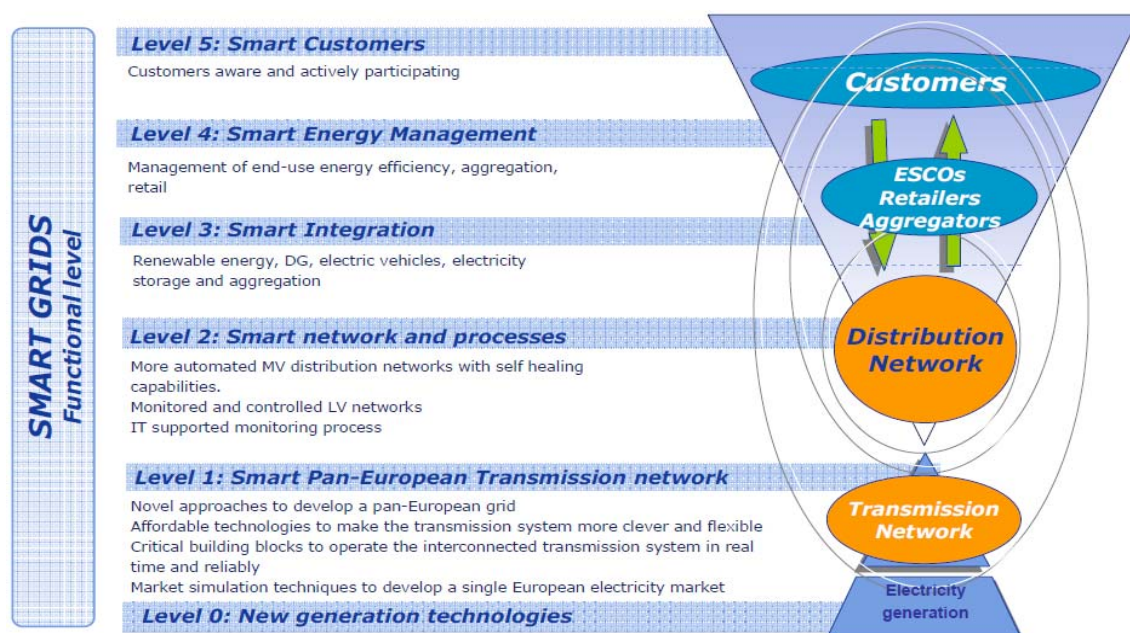 SMART GRIDS
Functional level
Level 5: Smart Customers
Customers aware and actively participating
Level 4: Smart Energy Management
Management of end-use energy efficiency, aggregation,
retail
Level 3: Smart Integration
Renewable energy, DG, electric vehicles, electricity
storage and aggregation
Level 2: Smart network and processes
More automated MV distribution networks with self healing
capabilities.
Monitored and controlled LV networks
IT supported monitoring process
Level 1: Smart Pan-European Transmission network
Novel approaches to develop a pan-European grid
Affordable technologies to make the transmission system more clever and flexible
Critical building blocks to operate the interconnected transmission system in real
time and reliably
Market simulation techniques to develop a single European electricity market
Level 0: New generation technologies
Customers
ESCOs
Retailers
Aggregators
Distribution
Network
Transmission
Network
Electricity
generation